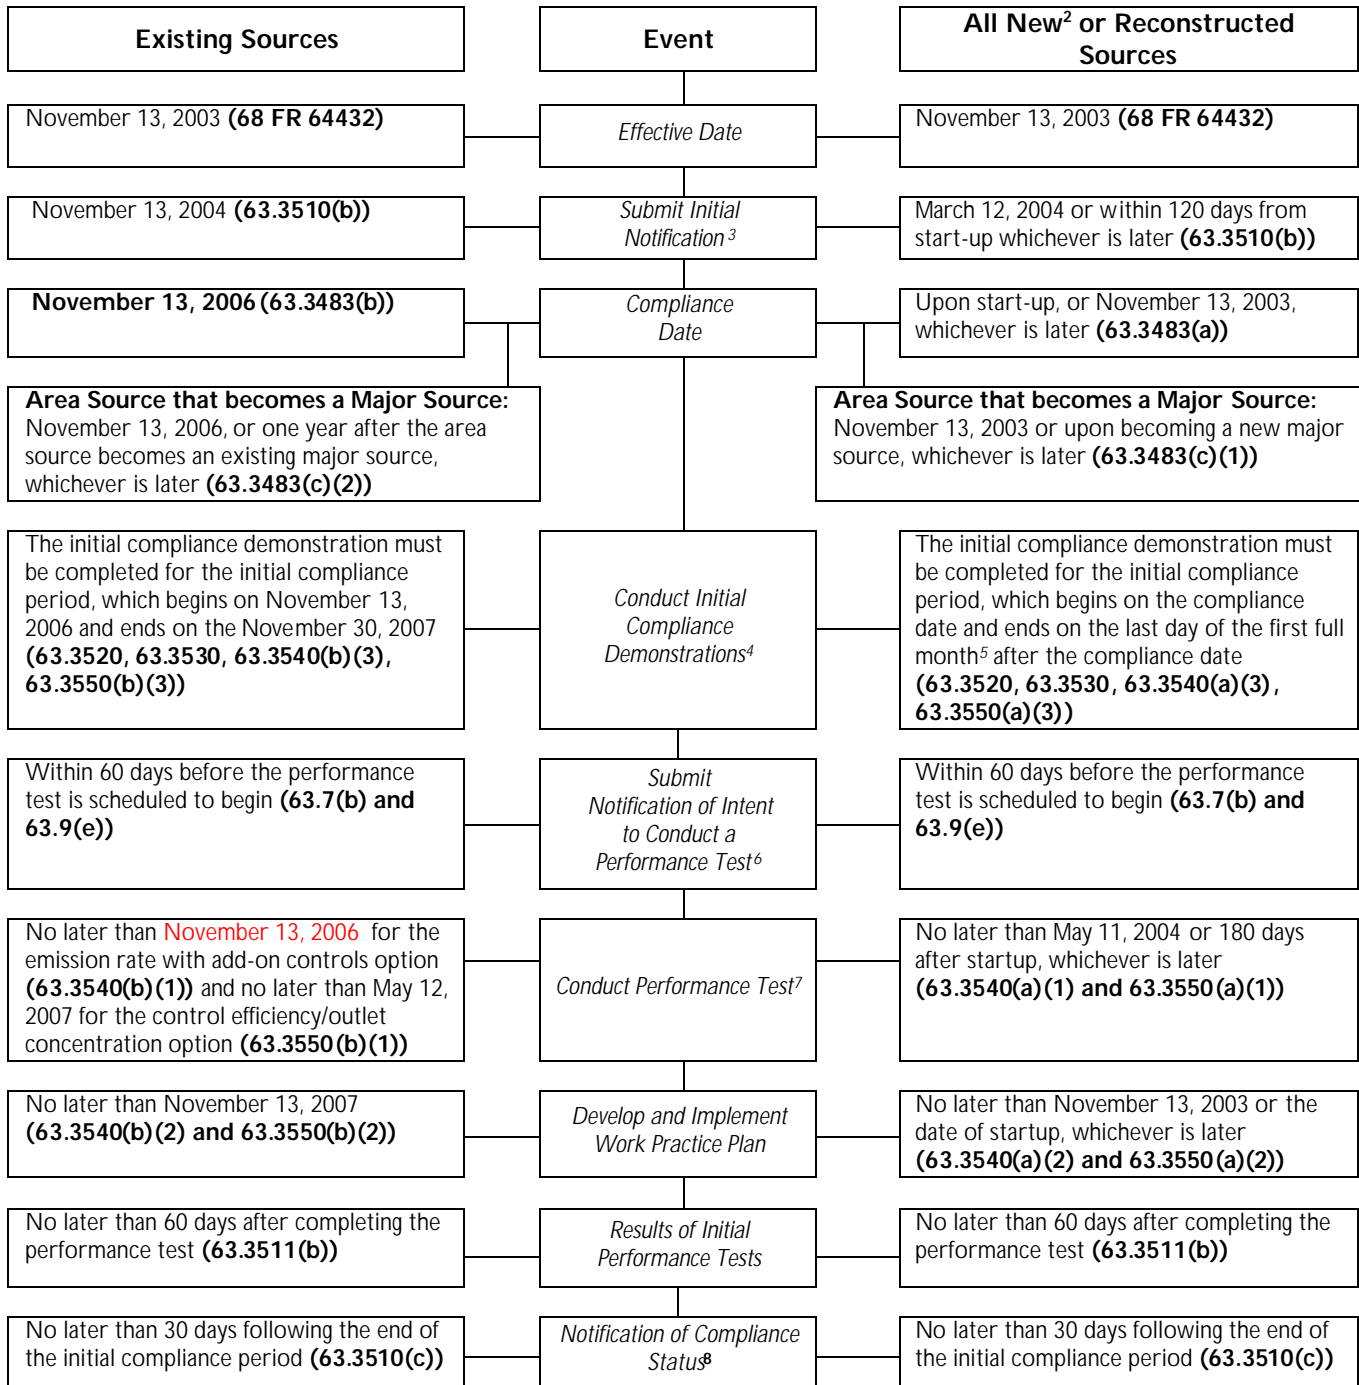 Existing Sources
Event
All New2 or Reconstructed
Sources
November 13, 2003 (68 FR 64432)
Effective Date
November 13, 2003 (68 FR 64432)
November 13, 2004 (63.3510(b))
Submit Initial
Notification3
March 12, 2004 or within 120 days from
start-up whichever is later (63.3510(b))
November 13, 2006 (63.3483(b))
Compliance
Date
Upon start-up, or November 13, 2003,
whichever is later (63.3483(a))
Area Source that becomes a Major Source:
November 13, 2006, or one year after the area
source becomes an existing major source,
whichever is later (63.3483(c)(2))
Area Source that becomes a Major Source:
November 13, 2003 or upon becoming a new major
source, whichever is later (63.3483(c)(1))
The initial compliance demonstration must
be completed for the initial compliance
period, which begins on November 13,
2006 and ends on the November 30, 2007
(63.3520, 63.3530, 63.3540(b)(3),
63.3550(b)(3))
Conduct Initial
Compliance
Demonstrations4
The initial compliance demonstration must
be completed for the initial compliance
period, which begins on the compliance
date and ends on the last day of the first full
month5 after the compliance date
(63.3520, 63.3530, 63.3540(a)(3),
63.3550(a)(3))
Within 60 days before the performance
test is scheduled to begin (63.7(b) and
63.9(e))
Submit
Notification of Intent
to Conduct a
Performance Test6
Within 60 days before the performance
test is scheduled to begin (63.7(b) and
63.9(e))
No later than November 13, 2006 for the
emission rate with add-on controls option
(63.3540(b)(1)) and no later than May 12,
2007 for the control efficiency/outlet
concentration option (63.3550(b)(1))
Conduct Performance Test7
No later than May 11, 2004 or 180 days
after startup, whichever is later
(63.3540(a)(1) and 63.3550(a)(1))
No later than November 13, 2007
(63.3540(b)(2) and 63.3550(b)(2))
Develop and Implement
Work Practice Plan
No later than November 13, 2003 or the
date of startup, whichever is later
(63.3540(a)(2) and 63.3550(a)(2))
No later than 60 days after completing the
performance test (63.3511(b))
Results of Initial
Performance Tests
No later than 60 days after completing the
performance test (63.3511(b))
No later than 30 days following the end of
the initial compliance period (63.3510(c))
Notification of Compliance
Status8
No later than 30 days following the end of
the initial compliance period (63.3510(c))